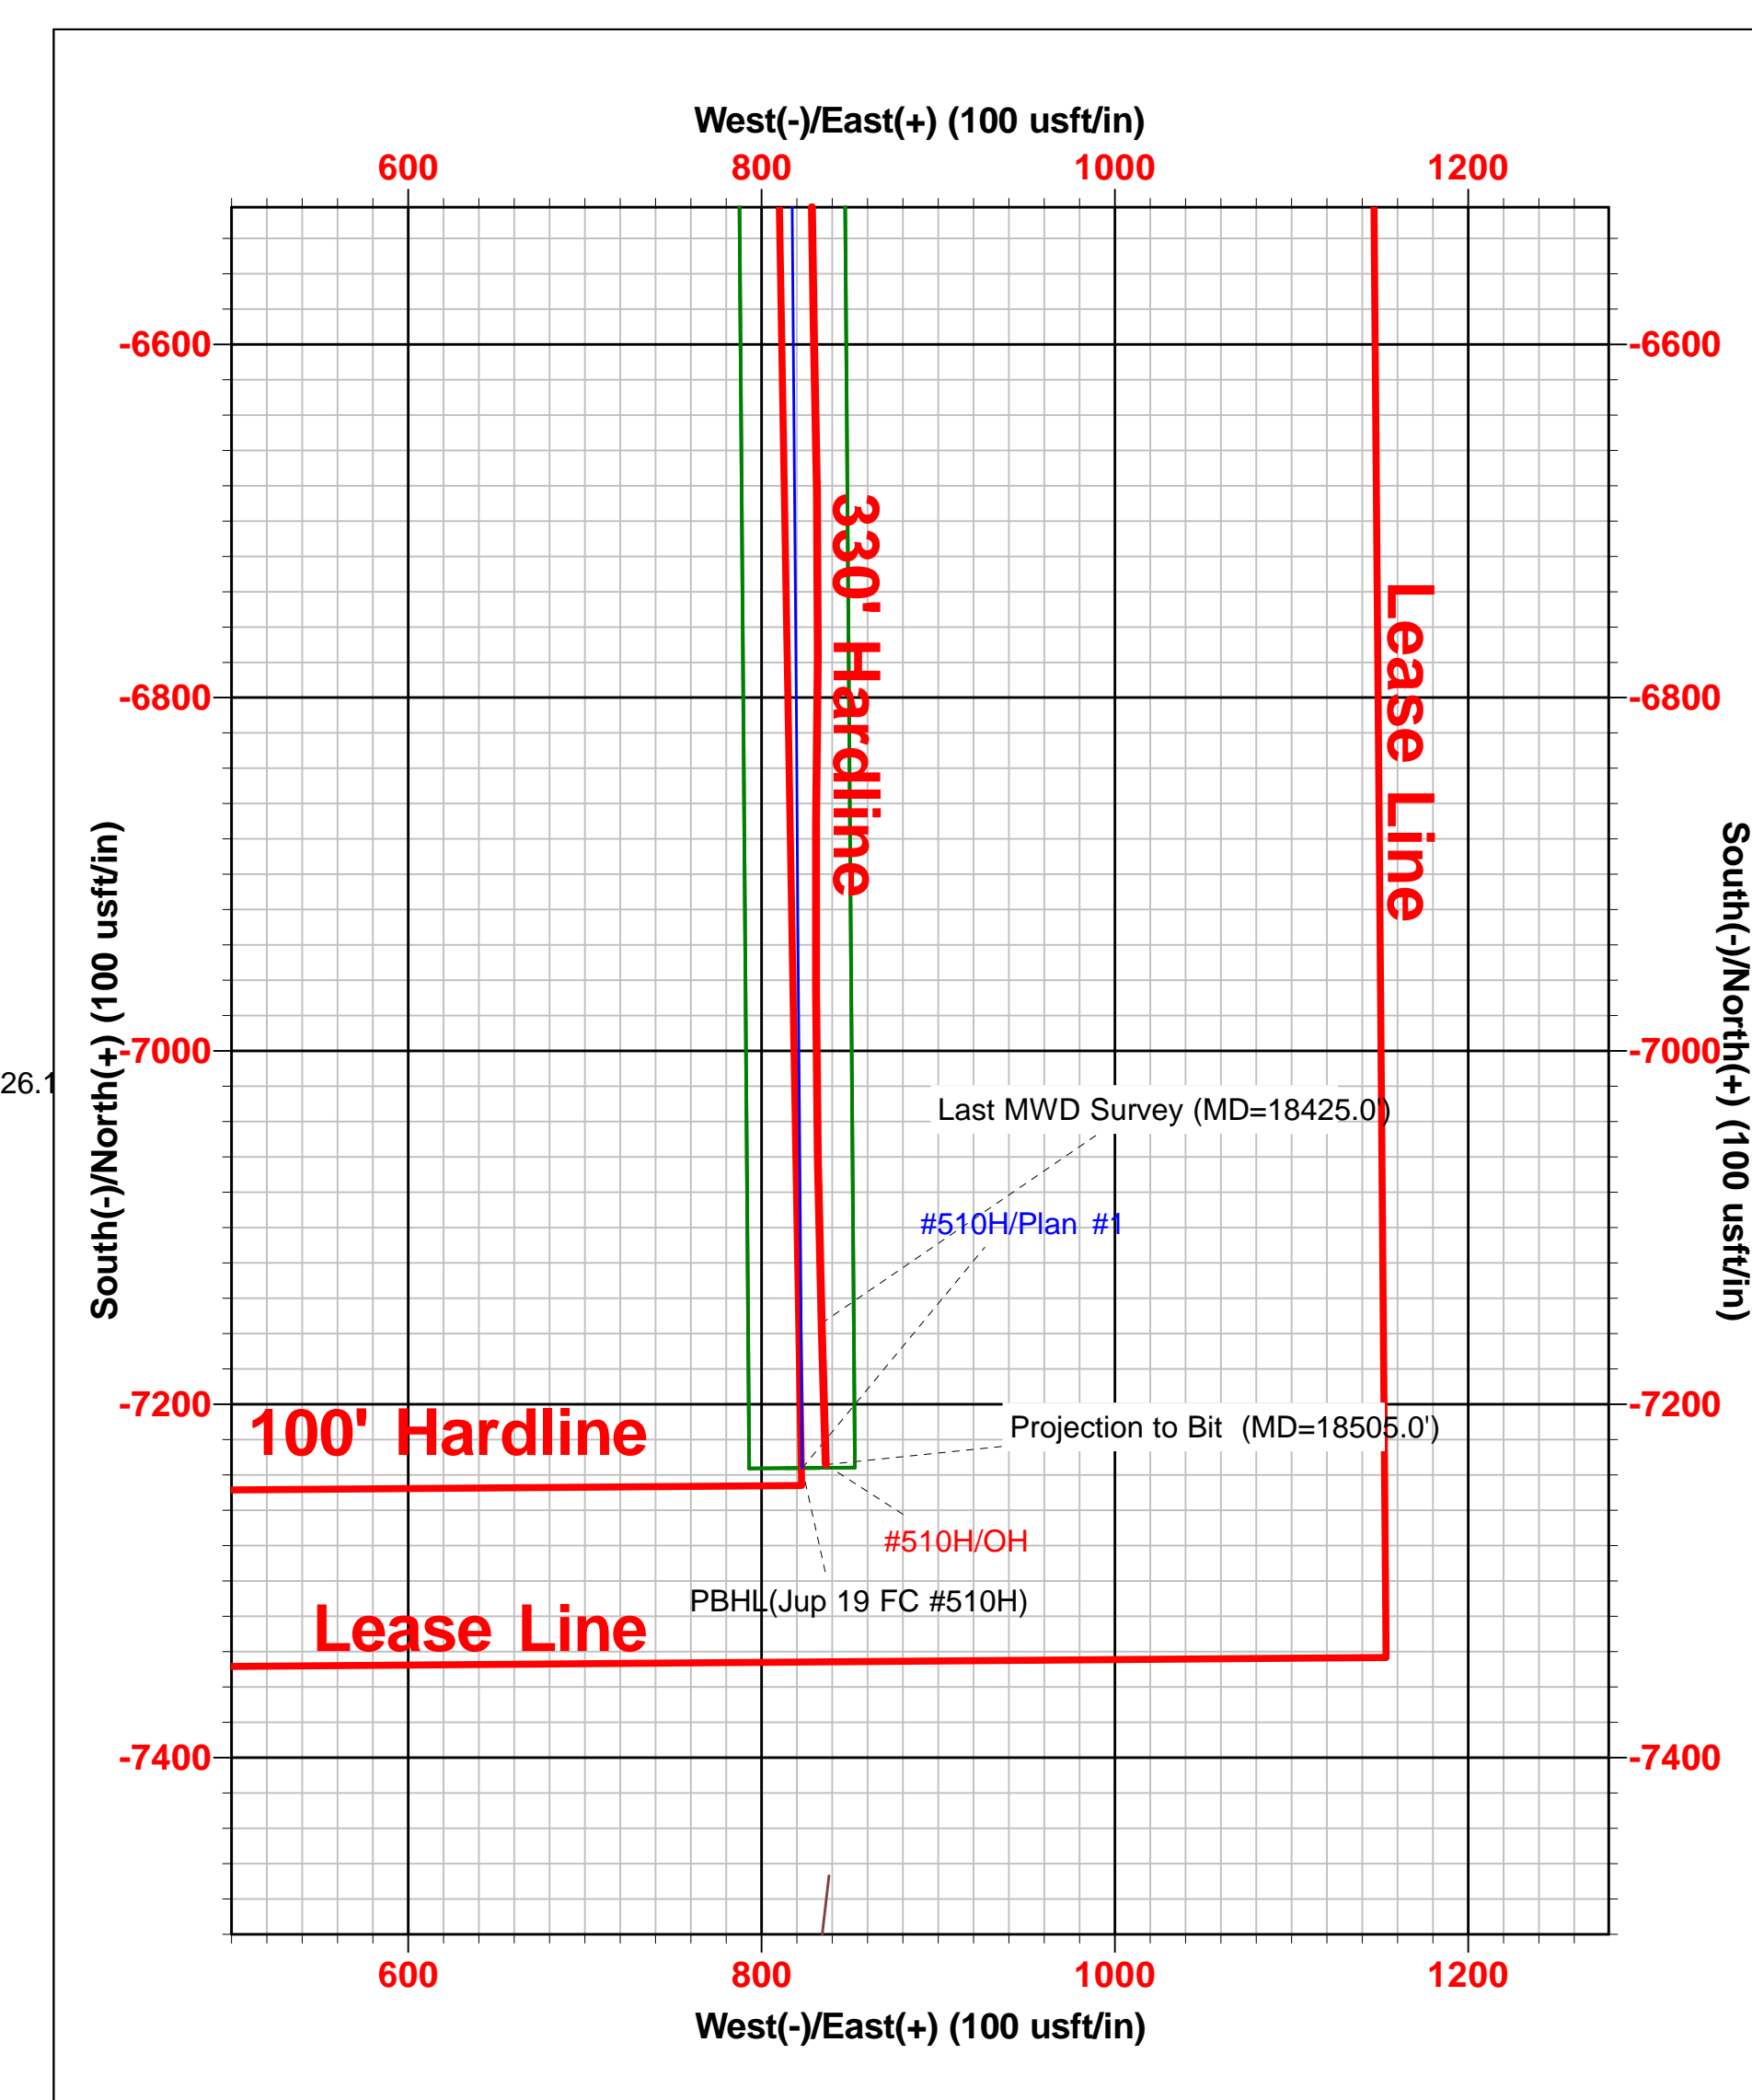 West(-)/East(+) (100 usft/in)
600 800 1000 1200
-6600 -6600
330' Hardline
Lease Line
-6800 -6800
South(-)/North(+) (100 usft/in)
South(-)/North(+) (100 usft/in)
-7000 -7000
26.1
Last MWD Survey (MD=18425.0')
#510H/Plan #1
-7200 -7200
100' Hardline
Projection to Bit (MD=18505.0')
#510H/OH
PBHL(Jup 19 FC #510H)
Lease Line
-7400 -7400
600 800 1000 1200
West(-)/East(+) (100 usft/in)